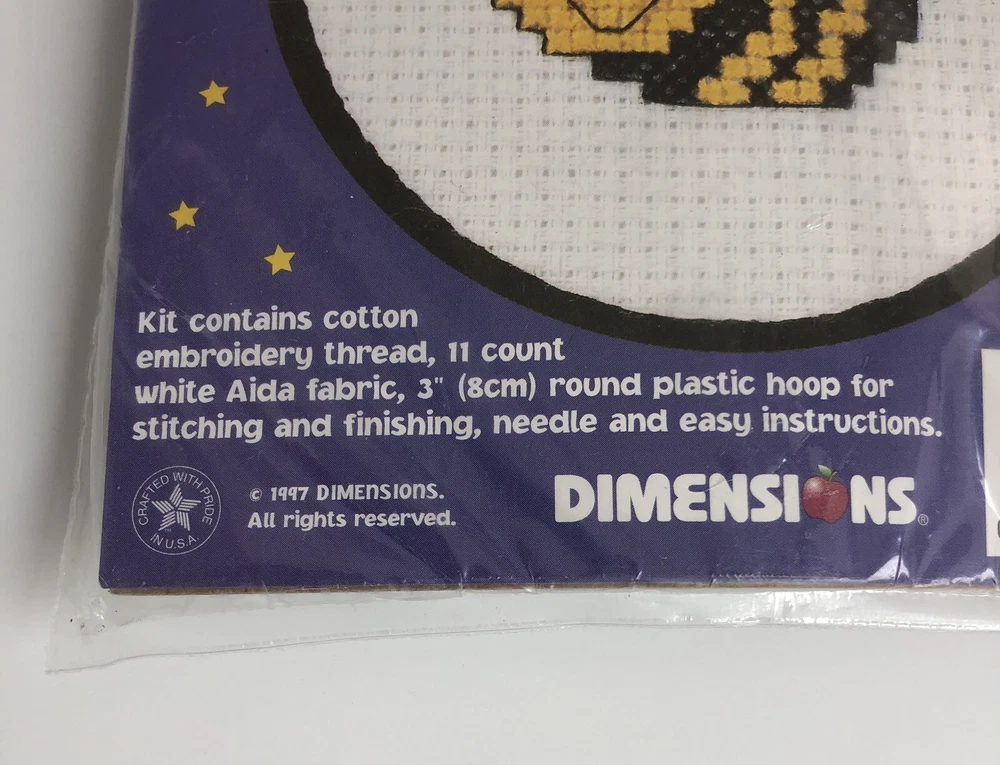 Kit contains cotton
embroidery thread, 11 count
white Aida fabric, 3" (8cm) round plastic hoop for
stitching and finishing, needle and easy instructions.
CRAFTED WITH PRIDE
IN U.S.A.
© 1997 DIMENSIONS.
All rights reserved.
DIMENSIONS®